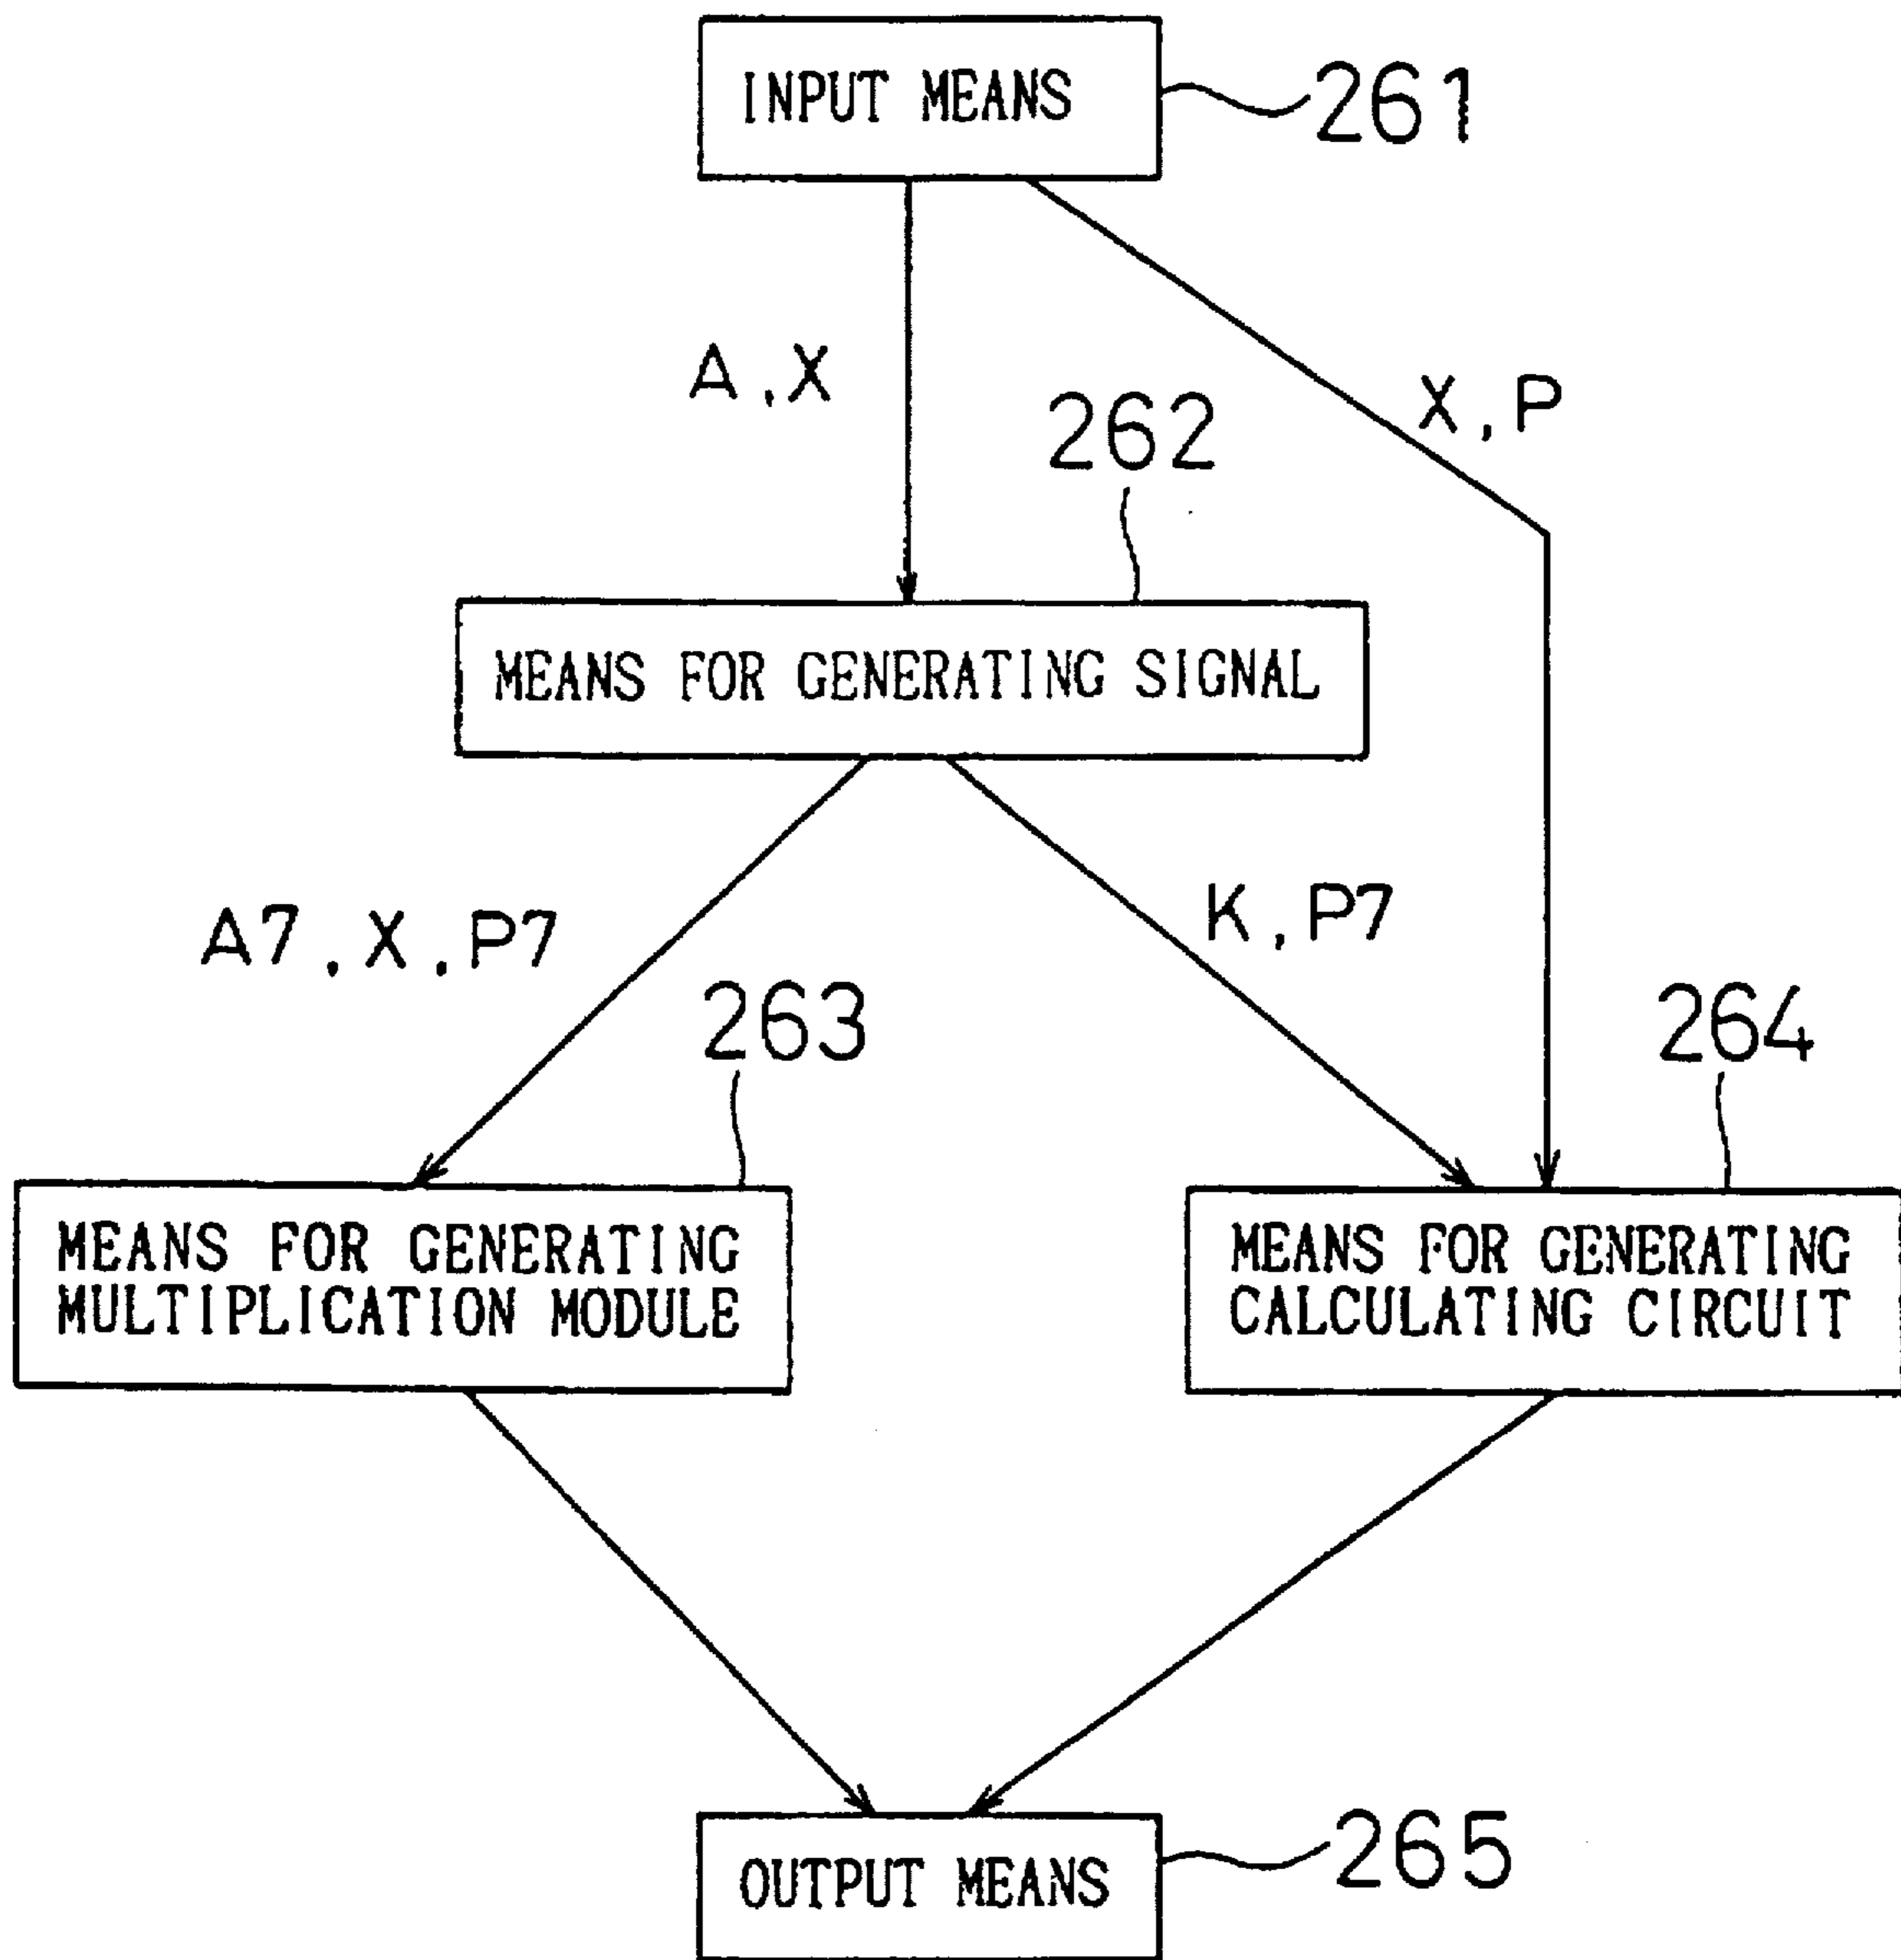 INPUT MEANS
261
A,X
X,P
262
MEANS FOR GENERATING SIGNAL
A7,X,P7
K,P7
263
264
MEANS FOR GENERATING
MULTIPLICATION MODULE
MEANS FOR GENERATING
CALCULATING CIRCUIT
OUTPUT MEANS
265